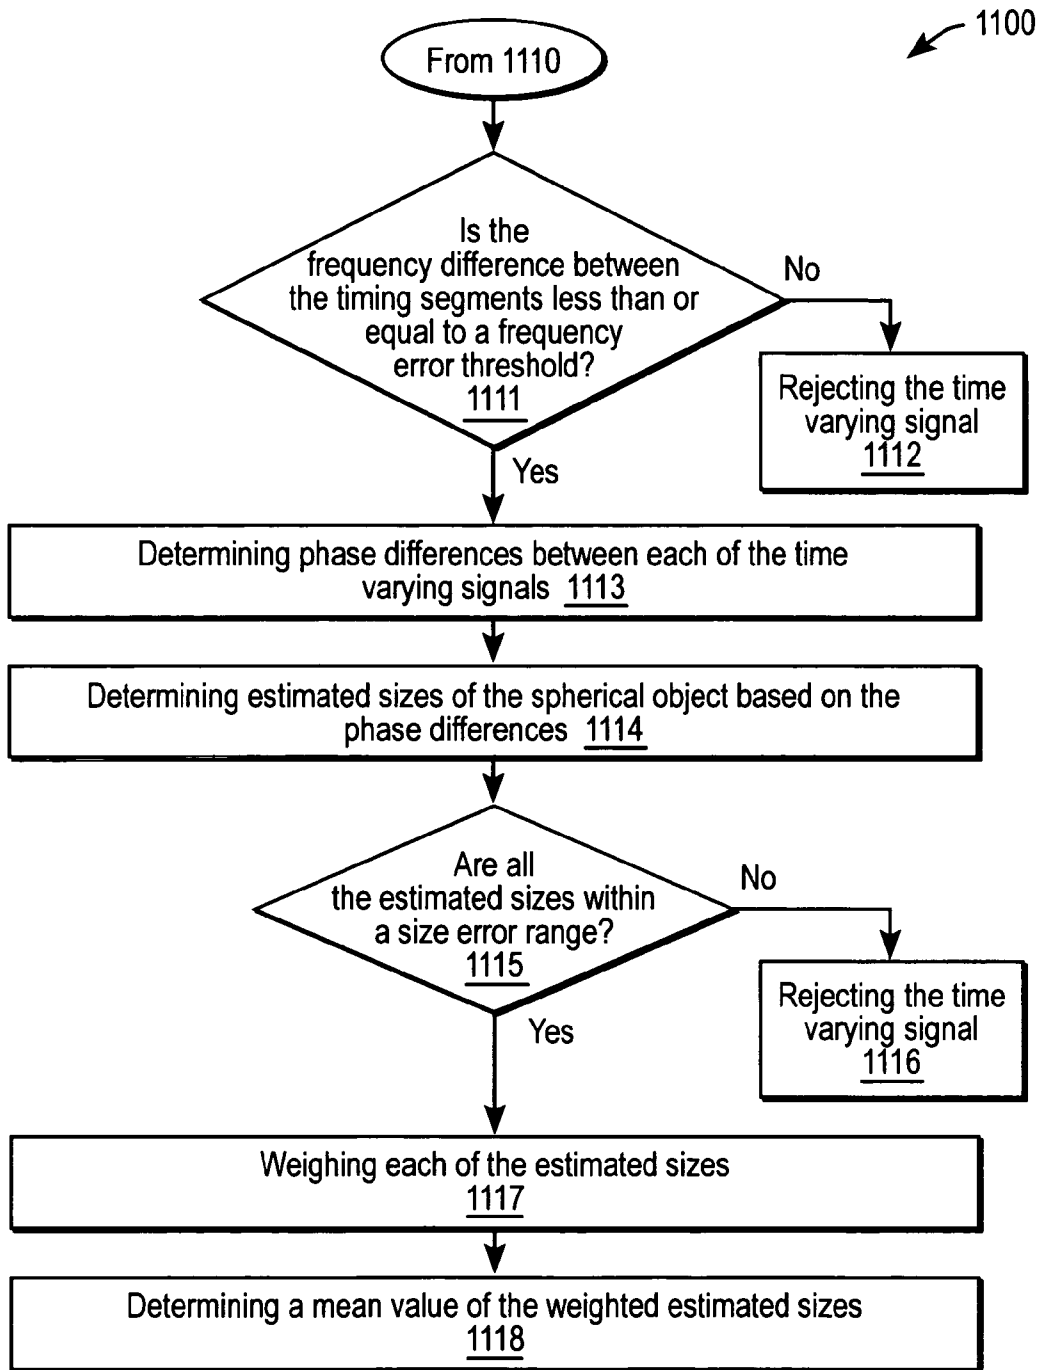 1100
From 1110
Is the
frequency difference between
the timing segments less than or
equal to a frequency
error threshold?
1111
No
Rejecting the time
varying signal
1112
Yes
Determining phase differences between each of the time
varying signals 1113
Determining estimated sizes of the spherical object based on the
phase differences 1114
Are all
the estimated sizes within
a size error range?
1115
No
Rejecting the time
varying signal
1116
Yes
Weighing each of the estimated sizes
1117
Determining a mean value of the weighted estimated sizes
1118